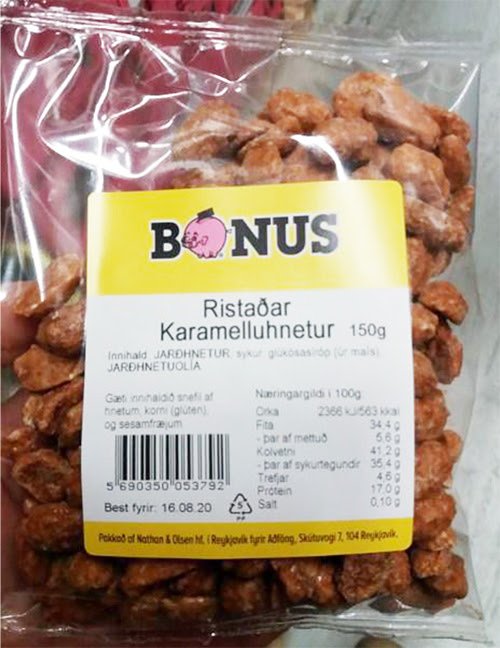 BONUS
Ristaðar
Karamelluhnetur 150g
Innihald: JARÐHNETUR, sykur, glúkósasíróp (úr maís),
JARÐHNETUOLÍA
Gæti innihaldið snefil af
hnetum, korni (glúten),
og sesamfræjum
5 690350 053792
Best fyrir: 16.08.20
5
PP
Næringargildi í 100g
Orka 2366 kJ/563 kkal
Fita 34,4 g
- þar af mettuð 5,6 g
Kolvetni 41,2 g
- þar af sykurtegundir 35,4 g
Trefjar 4,6 g
Prótein 17,0 g
Salt 0,10 g
Pakkað af Nathan & Olsen hf. í Reykjavík fyrir Aðföng, Skútuvogi 7, 104 Reykjavík.